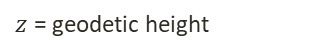 z = geodetic height